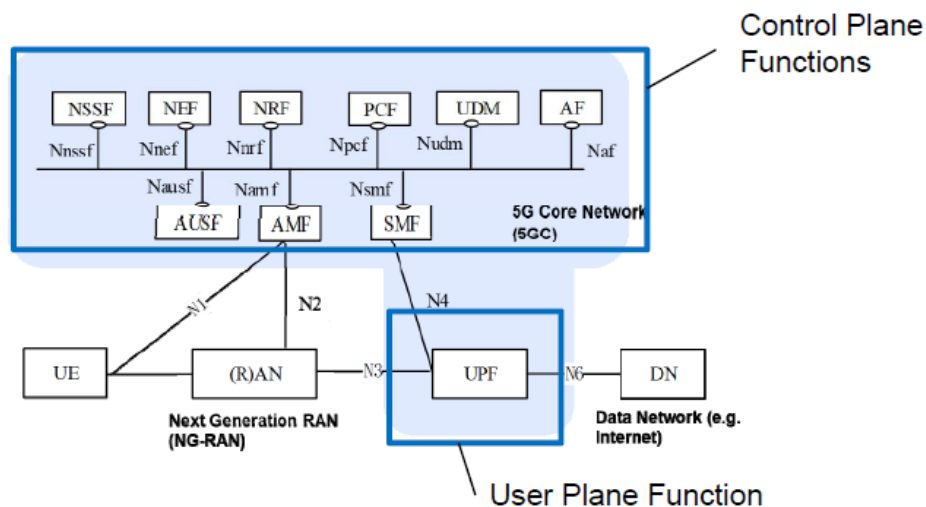 Control Plane
Functions
NSSF NEF NRF PCF UDM AF
Nnssf Nnef Nnrf Npcf Nudm Naf
Nausf Namf Nsmf
AUSF AMF SMF
5G Core Network
(5GC)
N1 N2 N4
UE (R)AN N3 UPF N6 DN
Next Generation RAN
(NG-RAN)
Data Network (e.g.
Internet)
User Plane Function